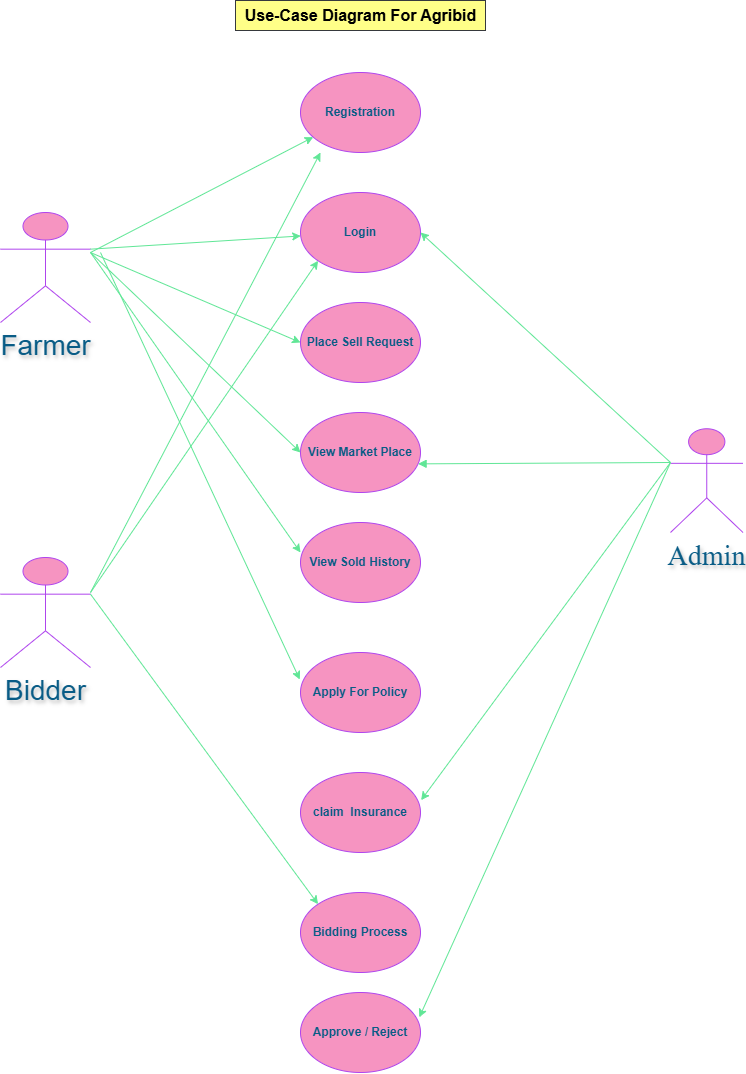 Use-Case Diagram For Agribid
Registration
Login
Farmer
Place Sell Request
View Market Place
Admin
View Sold History
Bidder
Apply For Policy
claim  Insurance
Bidding Process
Approve / Reject